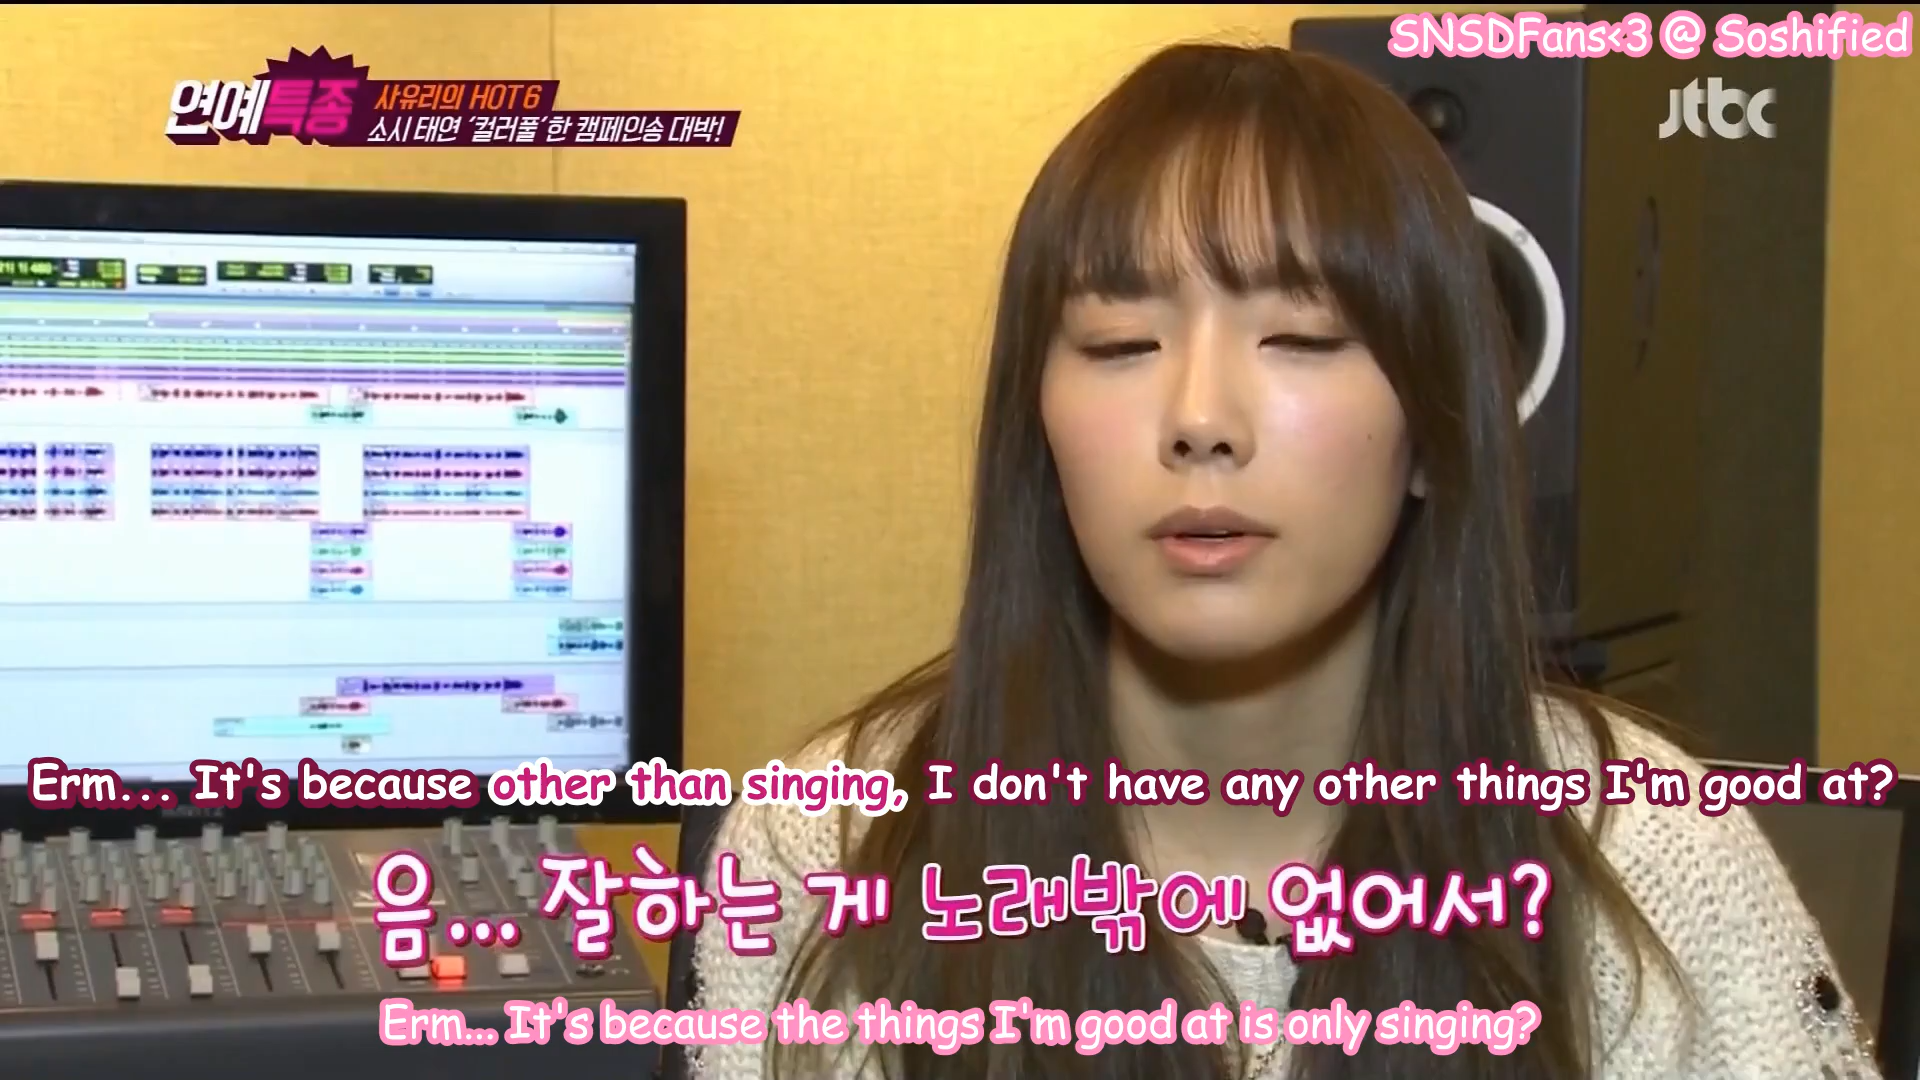 SNSDFans<3 @ Soshified
연예특종
사유리의 HOT 6
소시 태연 '컬러풀'한 캠페인송 대박!
jtbc
Erm... It's because other than singing, I don't have any other things I'm good at?
음... 잘하는 게 노래밖에 없어서?
Erm... It's because the things I'm good at is only singing?